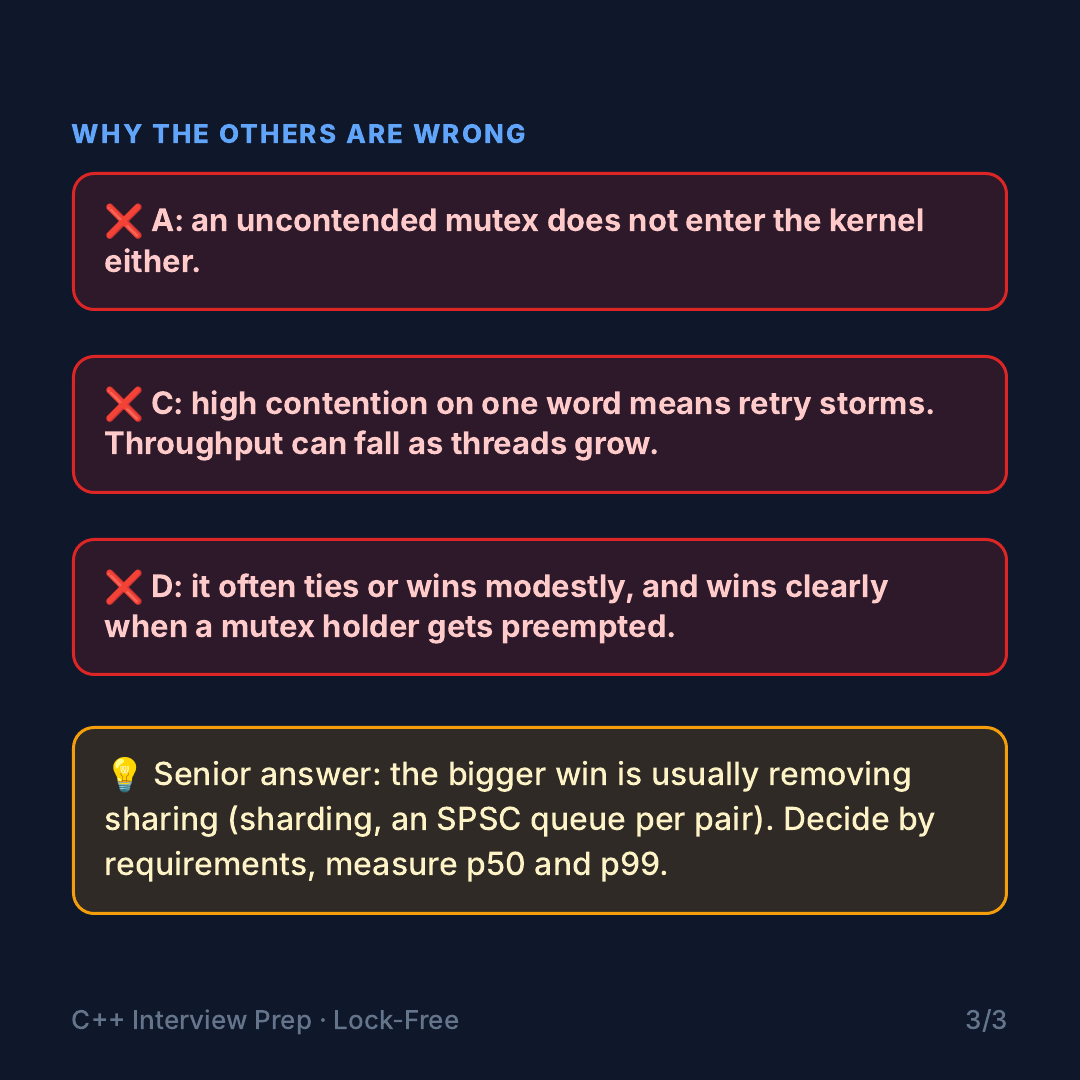 WHY THE OTHERS ARE WRONG
❌ A: an uncontended mutex does not enter the kernel
either.
❌ C: high contention on one word means retry storms.
Throughput can fall as threads grow.
❌ D: it often ties or wins modestly, and wins clearly
when a mutex holder gets preempted.
💡 Senior answer: the bigger win is usually removing
sharing (sharding, an SPSC queue per pair). Decide by
requirements, measure p50 and p99.
C++ Interview Prep · Lock-Free
3/3